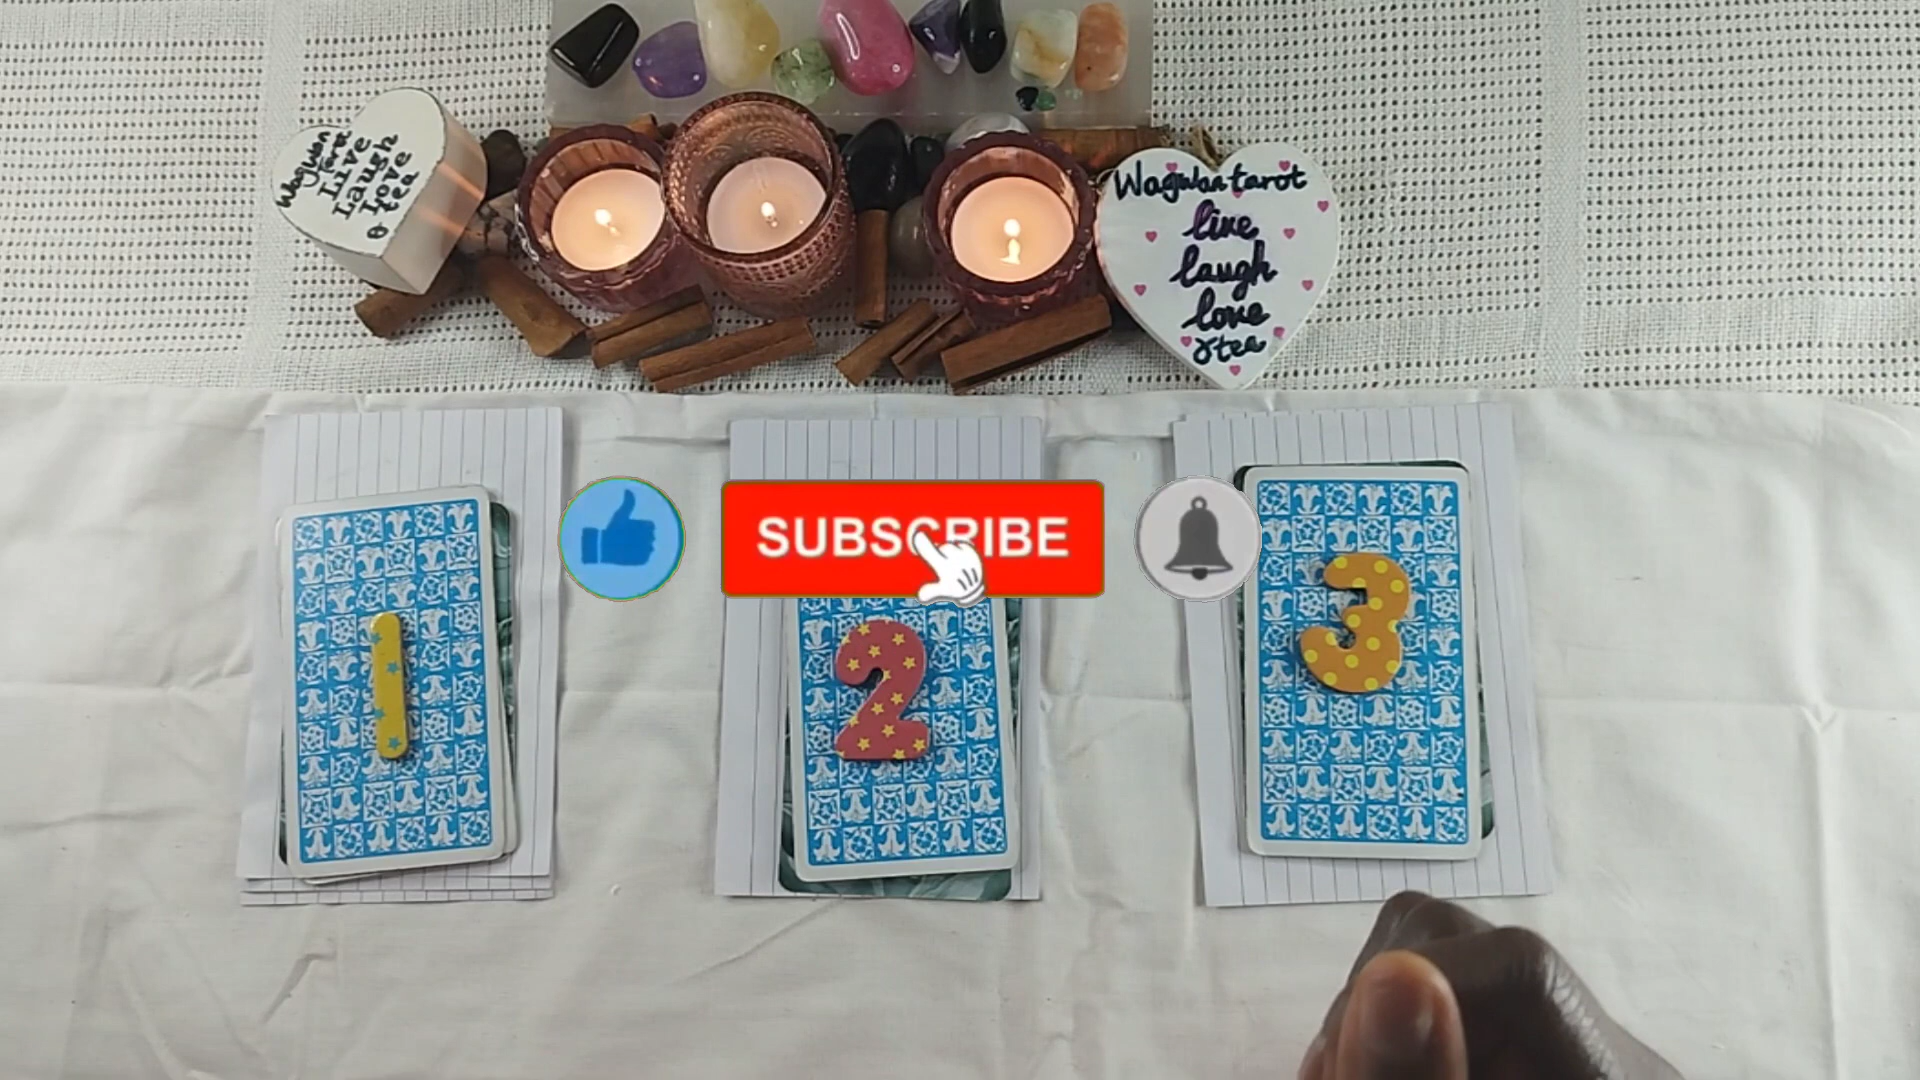 Wagwan
tarot
Live
Laugh
Love
& tea
Wagwan tarot
live
laugh
love
& tea
SUBSCRIBE
1
2
3